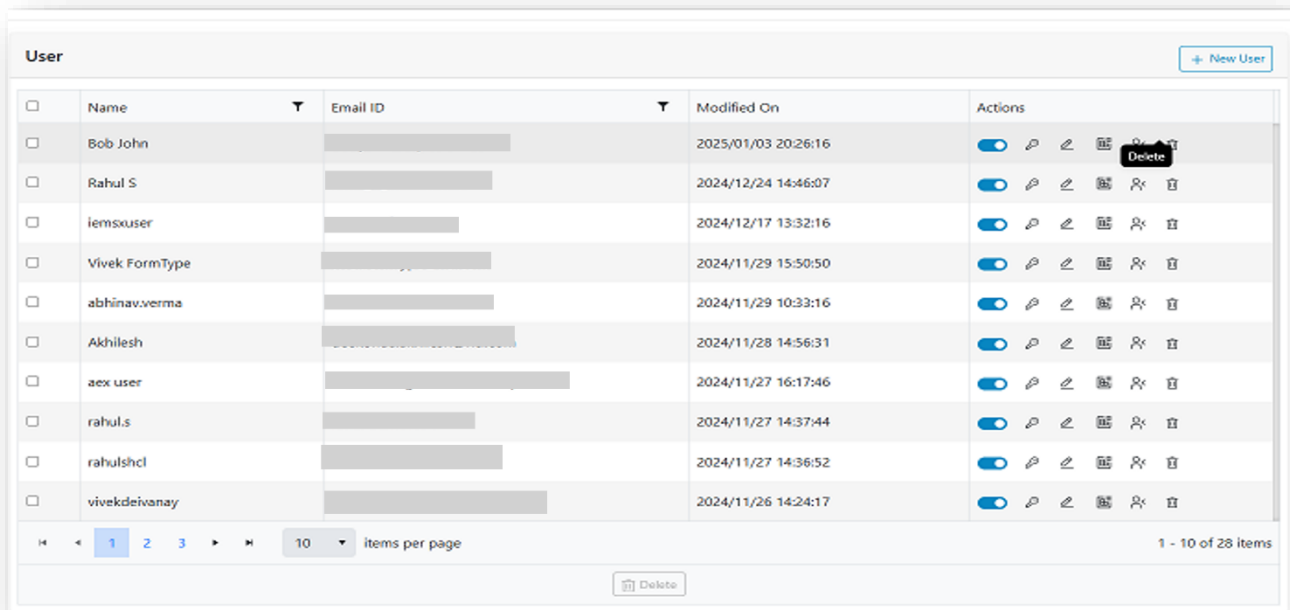 User
+ New User
Name Email ID Modified On Actions
Bob John 2025/01/03 20:26:16
Delete
Rahul S 2024/12/24 14:46:07
iemsxuser 2024/12/17 13:32:16
Vivek FormType 2024/11/29 15:50:50
abhinav.verma 2024/11/29 10:33:16
Akhilesh 2024/11/28 14:56:31
aex user 2024/11/27 16:17:46
rahul.s 2024/11/27 14:37:44
rahulshcl 2024/11/27 14:36:52
vivekdeivanay 2024/11/26 14:24:17
1 2 3 10 items per page 1 - 10 of 28 items
Delete